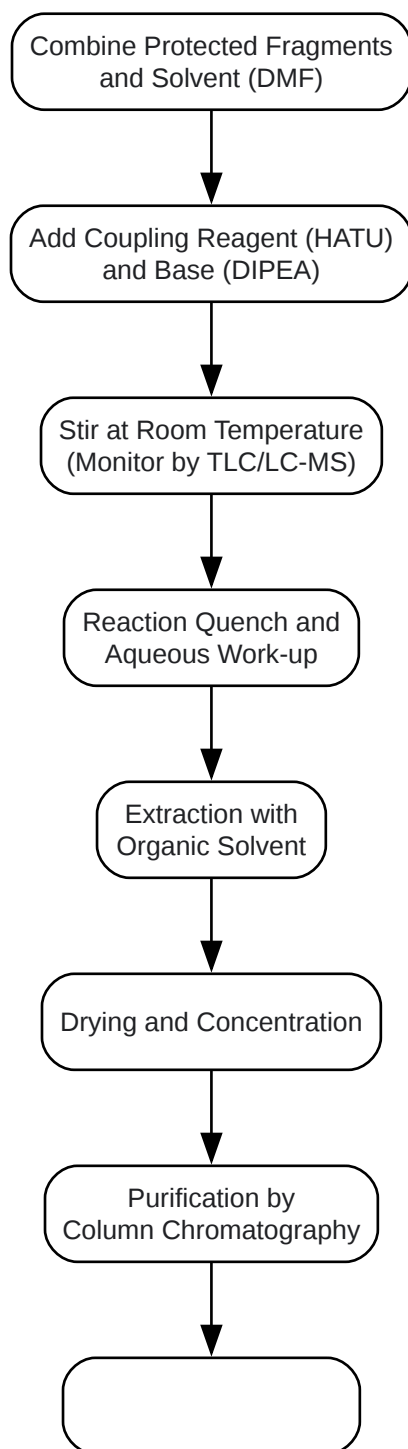 Combine Protected Fragments
and Solvent (DMF)
Add Coupling Reagent (HATU)
and Base (DIPEA)
Stir at Room Temperature
(Monitor by TLC/LC-MS)
Reaction Quench and
Aqueous Work-up
Extraction with
Organic Solvent
Drying and Concentration
Purification by
Column Chromatography